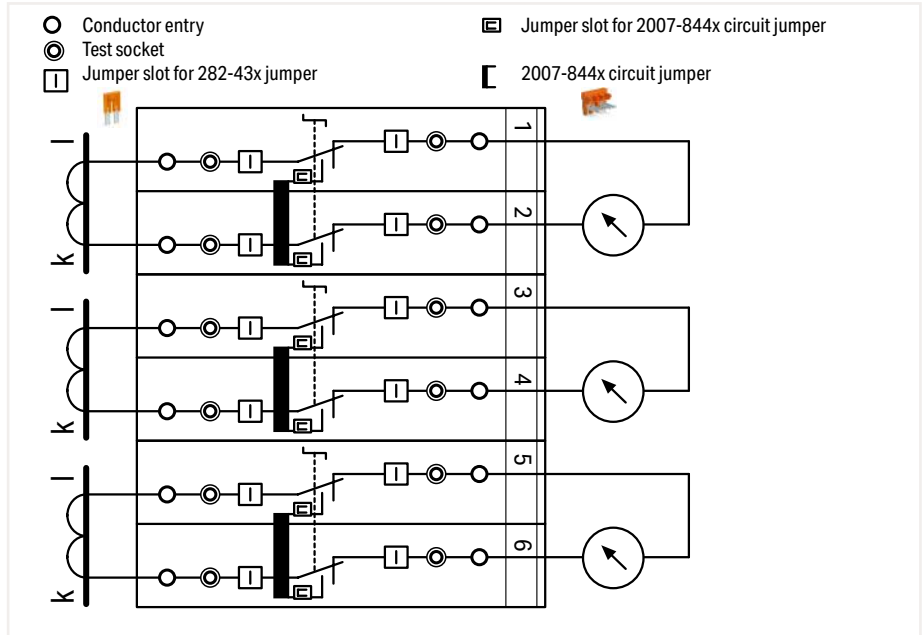 Conductor entry
Test socket
Jumper slot for 282-43x jumper
Jumper slot for 2007-844x circuit jumper
2007-844x circuit jumper
l
1
k
2
l
3
k
4
l
5
k
6